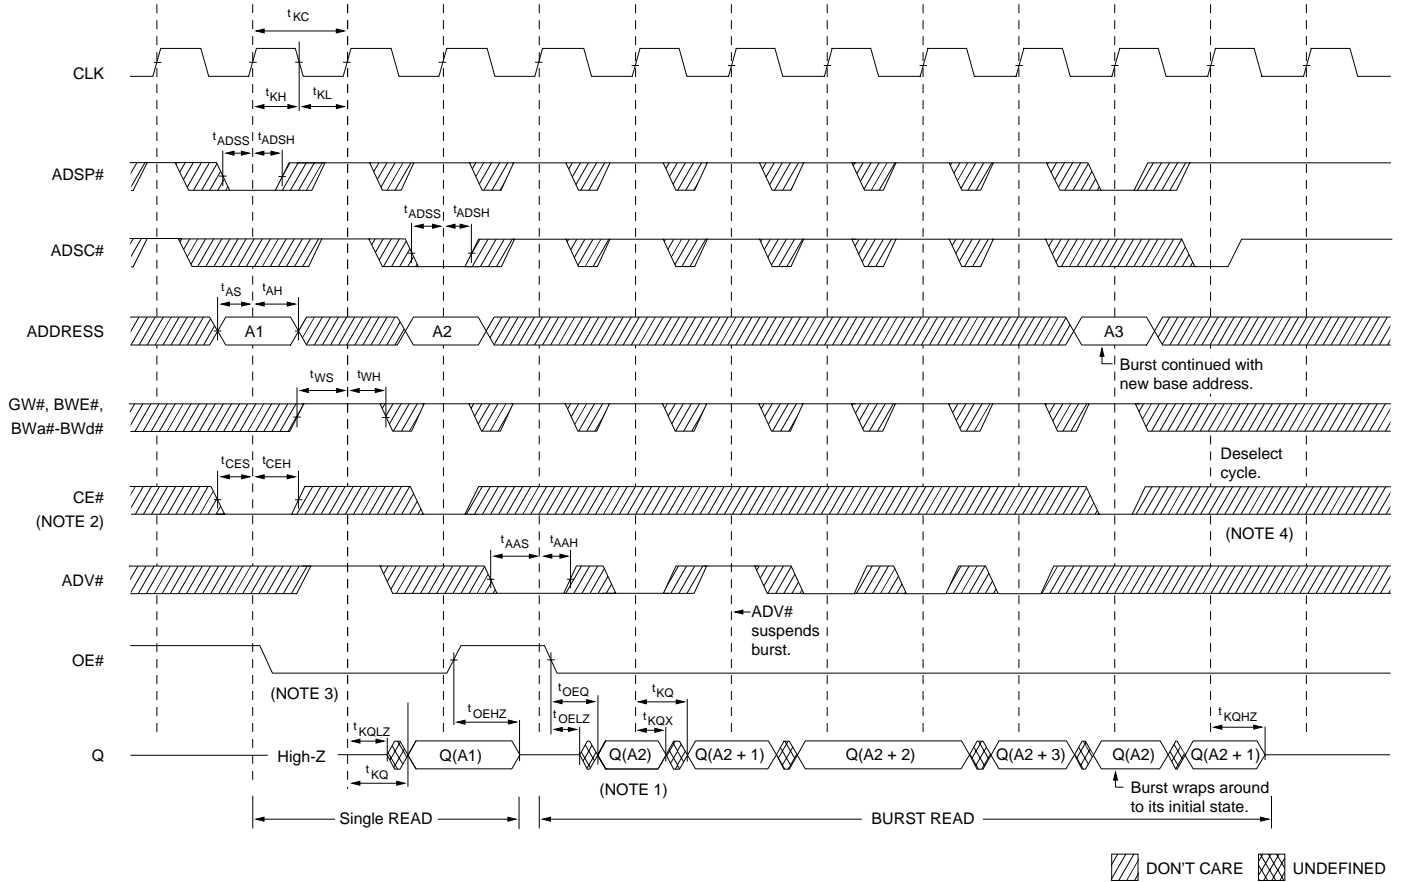 tKC
CLK
tKH
tKL
tADSS
tADSH
ADSP#
tADSS
tADSH
ADSC#
tAS
tAH
ADDRESS
A1
A2
A3
Burst continued with
new base address.
tWS
tWH
GW#, BWE#,
BWa#-BWd#
Deselect
cycle.
tCES
tCEH
CE#
(NOTE 2)
(NOTE 4)
tAAS
tAAH
ADV#
ADV#
suspends
burst.
OE#
(NOTE 3)
tOEHZ
tOEQ
tOELZ
tKQ
tKQX
tKQHZ
tKQLZ
tKQ
Q
High-Z
Q(A1)
Q(A2)
Q(A2 + 1)
Q(A2 + 2)
Q(A2 + 3)
Q(A2)
Q(A2 + 1)
(NOTE 1)
Burst wraps around
to its initial state.
Single READ
BURST READ
DON'T CARE
UNDEFINED